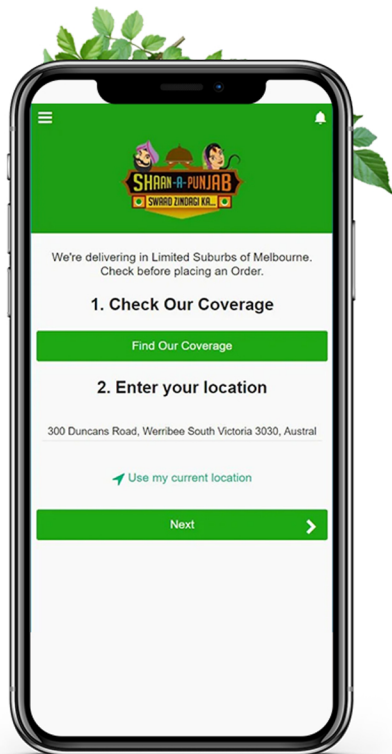 SHAAN-A-PUNJAB
SWAAD ZINDAGI KA...
We're delivering in Limited Suburbs of Melbourne.
Check before placing an Order.
1. Check Our Coverage
Find Our Coverage
2. Enter your location
300 Duncans Road, Werribee South Victoria 3030, Austral
Use my current location
Next